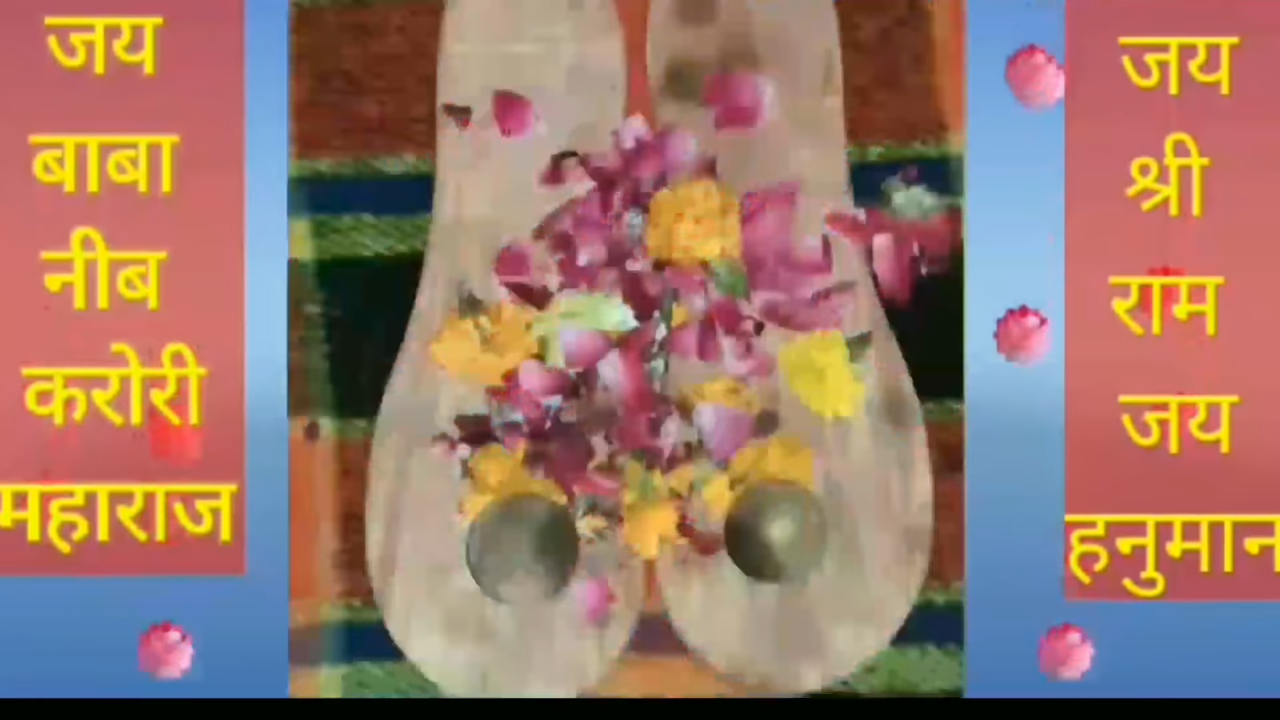 जय
बाबा
नीब
करोरी
महाराज
जय
श्री
राम
जय
हनुमान